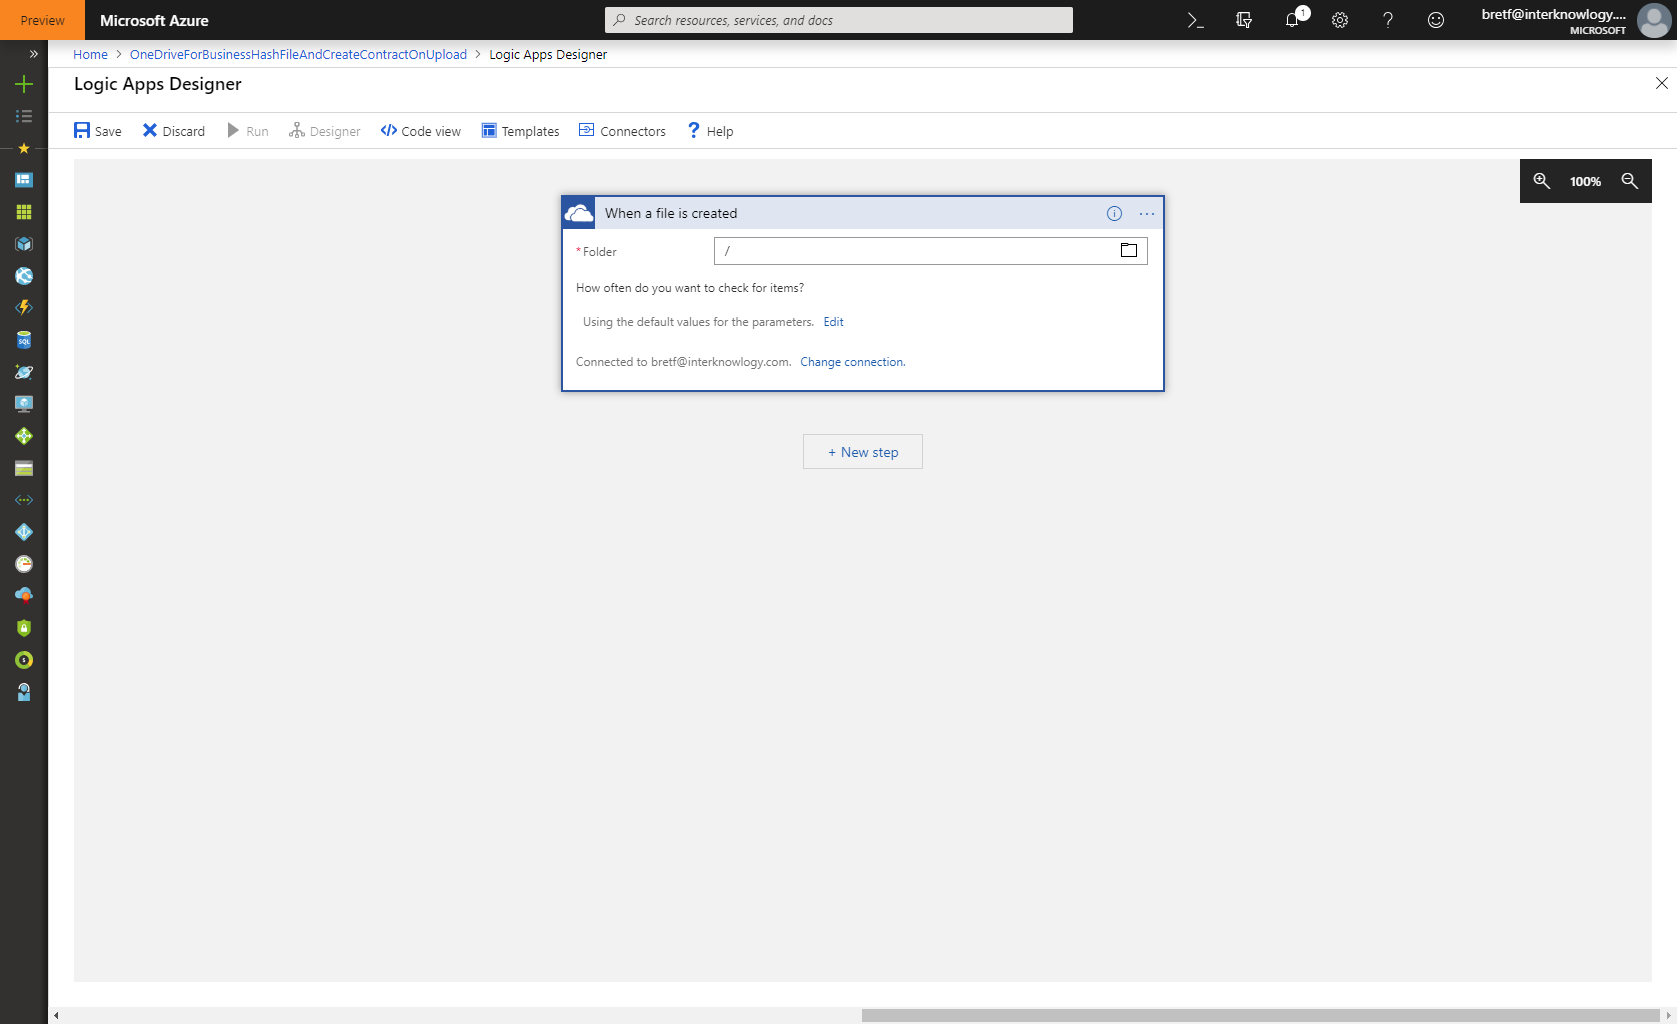 Preview
Microsoft Azure
Search resources, services, and docs
1
bretf@interknowlogy....
MICROSOFT
Home > OneDriveForBusinessHashFileAndCreateContractOnUpload > Logic Apps Designer
Logic Apps Designer
Save Discard Run Designer Code view Templates Connectors Help
100%
When a file is created
* Folder /
How often do you want to check for items?
Using the default values for the parameters. Edit
Connected to bretf@interknowlogy.com. Change connection.
+ New step
SQL